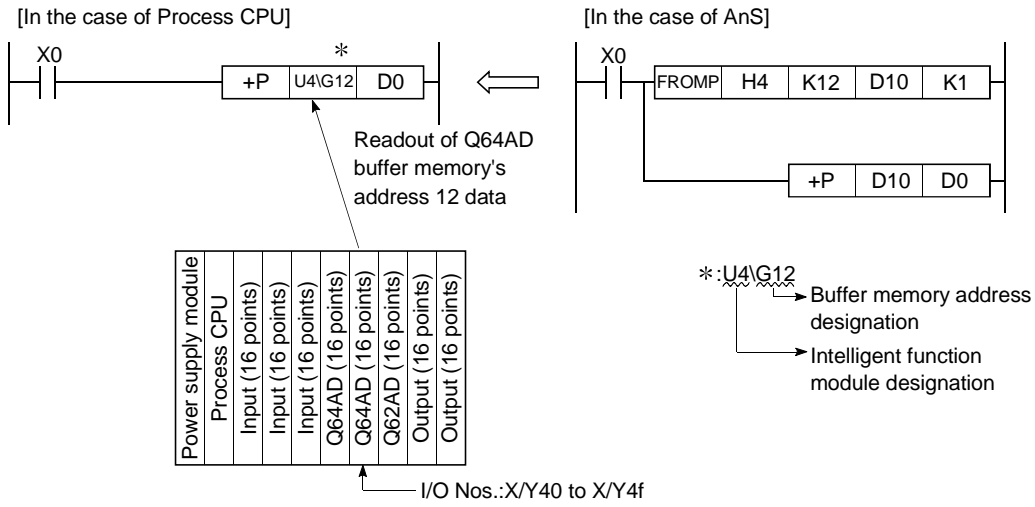 [In the case of Process CPU]
X0
*
+P U4\G12 D0
Readout of Q64AD
buffer memory's
address 12 data
[In the case of AnS]
X0
FROMP H4 K12 D10 K1
+P D10 D0
Power supply module
Process CPU
Input (16 points)
Input (16 points)
Input (16 points)
Q64AD (16 points)
Q64AD (16 points)
Q62AD (16 points)
Output (16 points)
Output (16 points)
I/O Nos.:X/Y40 to X/Y4f
*:U4\G12
Buffer memory address
designation
Intelligent function
module designation